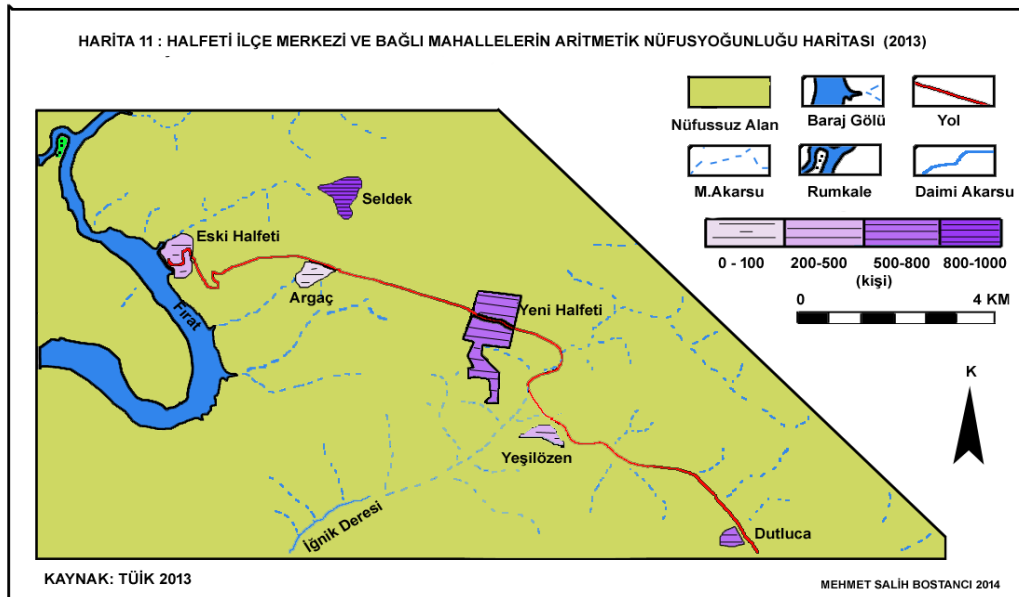 HARİTA 11 : HALFETİ İLÇE MERKEZİ VE BAĞLI MAHALLELERİN ARİTMETİK NÜFUSYOĞUNLUĞU HARİTASI (2013)
Nüfussuz Alan
Baraj Gölü
Yol
M.Akarsu
Rumkale
Daimi Akarsu
0 - 100
200-500
500-800
800-1000
(kişi)
0
4 KM
K
Seldek
Eski Halfeti
Argaç
Fırat
Yeni Halfeti
Yeşilözen
İğnik Deresi
Dutluca
KAYNAK: TÜİK 2013
MEHMET SALİH BOSTANCI 2014